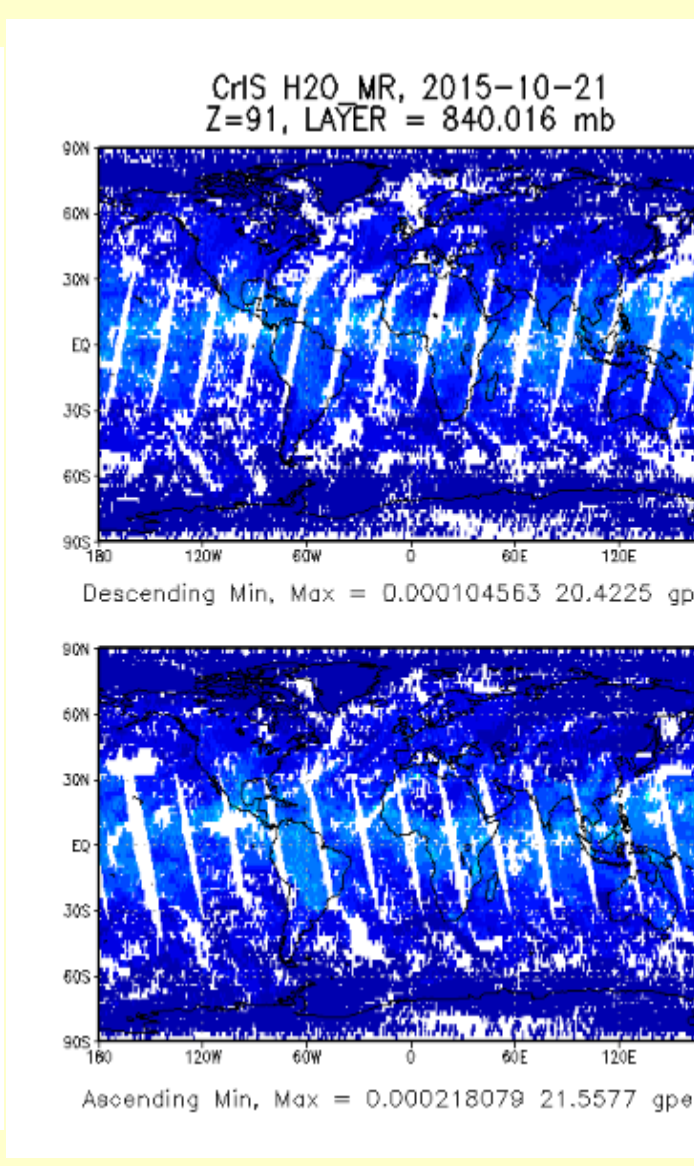 CrIS H2O_MR, 2015-10-21
Z=91, LAYER = 840.016 mb
90N
60N
30N
EQ
30S
60S
90S
180 120W 60W 0 60E 120E
Descending Min, Max = 0.000104563 20.4225 gp
90N
60N
30N
EQ
30S
60S
90S
180 120W 60W 0 60E 120E
Ascending Min, Max = 0.000218079 21.5577 gpe